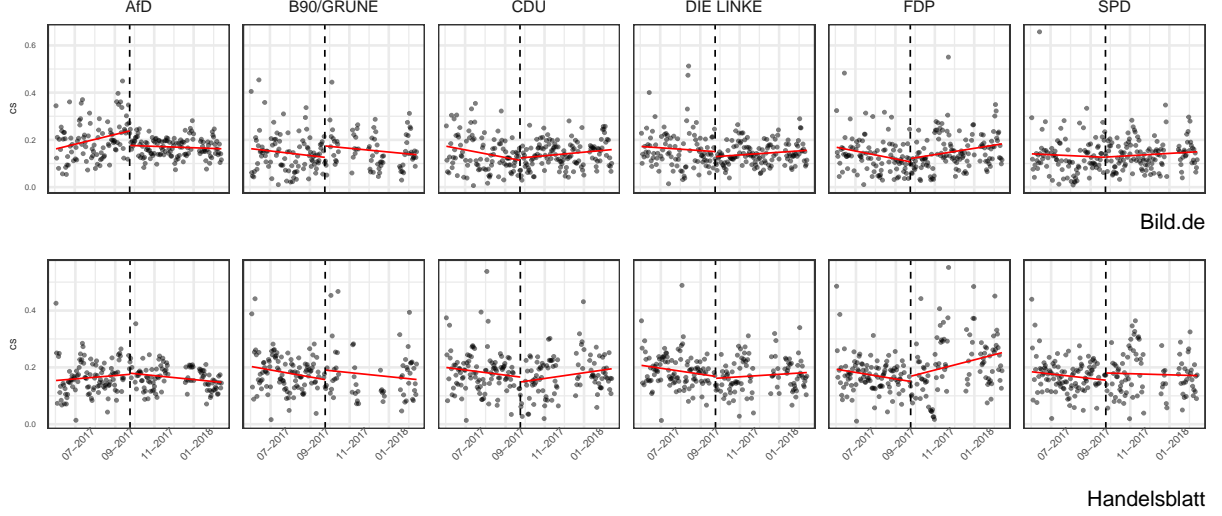 AfD B90/GRÜNE CDU DIE LINKE FDP SPD
0.6
0.4
cs
0.2
0.0
Bild.de
0.4
cs
0.2
0.0
07−2017 09−2017 11−2017 01−2018 07−2017 09−2017 11−2017 01−2018 07−2017 09−2017 11−2017 01−2018 07−2017 09−2017 11−2017 01−2018 07−2017 09−2017 11−2017 01−2018 07−2017 09−2017 11−2017 01−2018
Handelsblatt